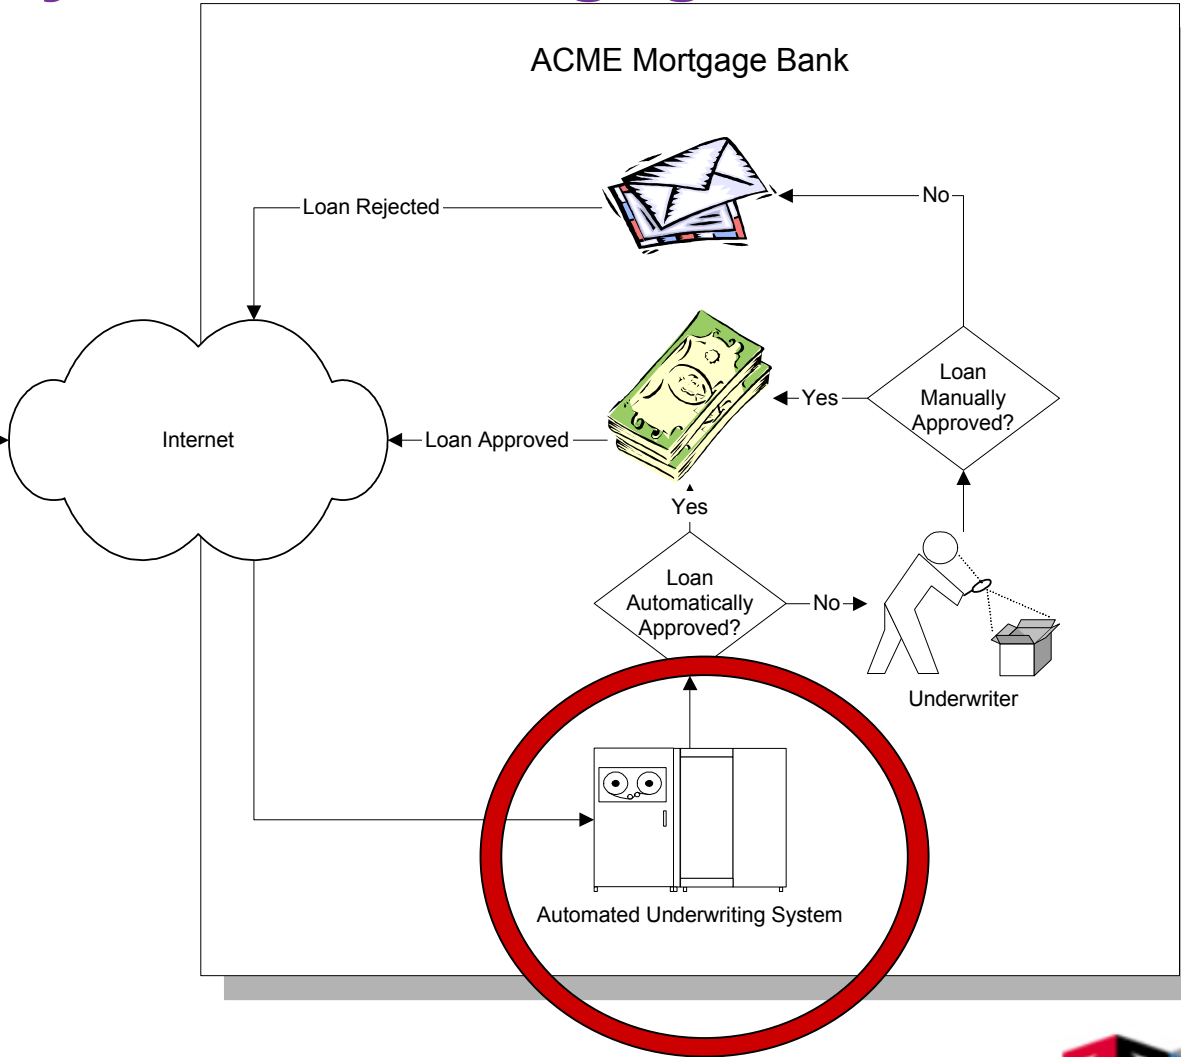 ACME Mortgage Bank
Loan Rejected
No
Loan
Manually
Approved?
Yes
Internet
Loan Approved
Yes
Loan
Automatically
Approved?
No
Underwriter
Automated Underwriting System